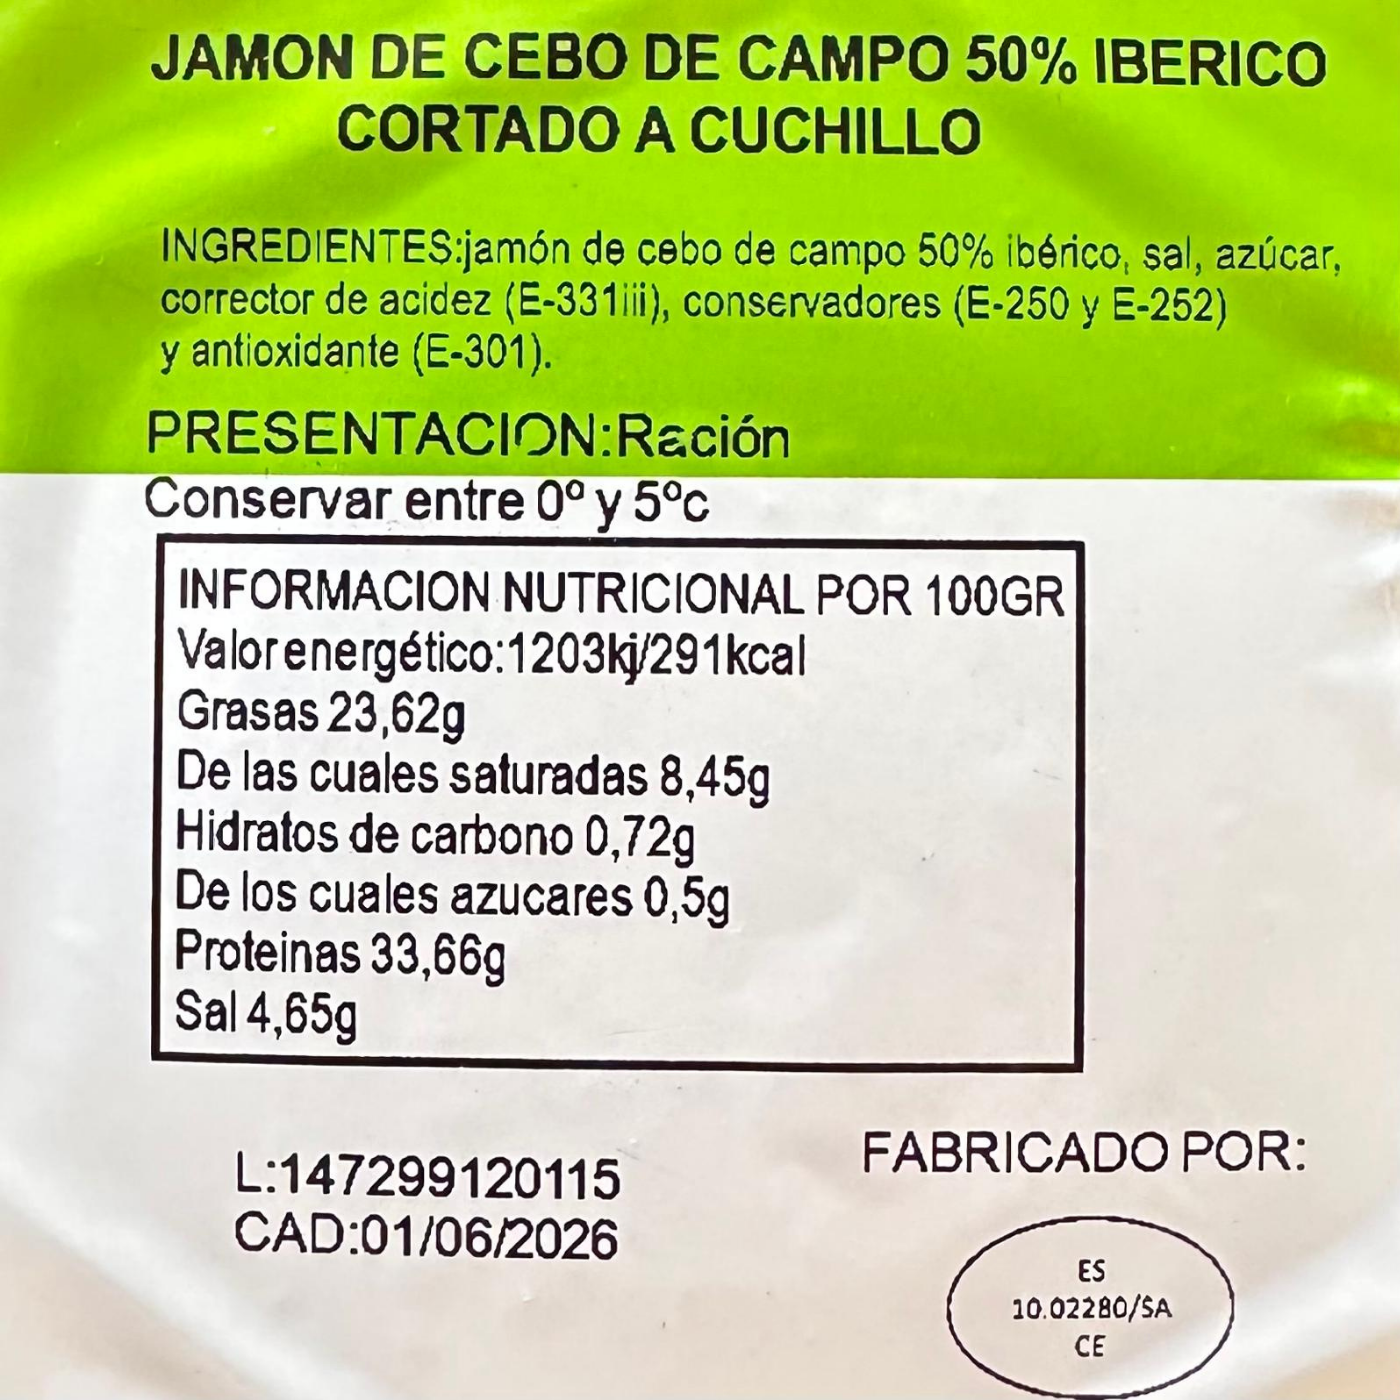 JAMON DE CEBO DE CAMPO 50% IBERICO
CORTADO A CUCHILLO
INGREDIENTES:jamón de cebo de campo 50% ibérico, sal, azúcar,
corrector de acidez (E-331iii), conservadores (E-250 y E-252)
y antioxidante (E-301).
PRESENTACION:Ración
Conservar entre 0º y 5ºc
INFORMACION NUTRICIONAL POR 100GR
Valor energético:1203kj/291kcal
Grasas 23,62g
De las cuales saturadas 8,45g
Hidratos de carbono 0,72g
De los cuales azucares 0,5g
Proteinas 33,66g
Sal 4,65g
L:147299120115
CAD:01/06/2026
FABRICADO POR:
ES
10.02280/SA
CE